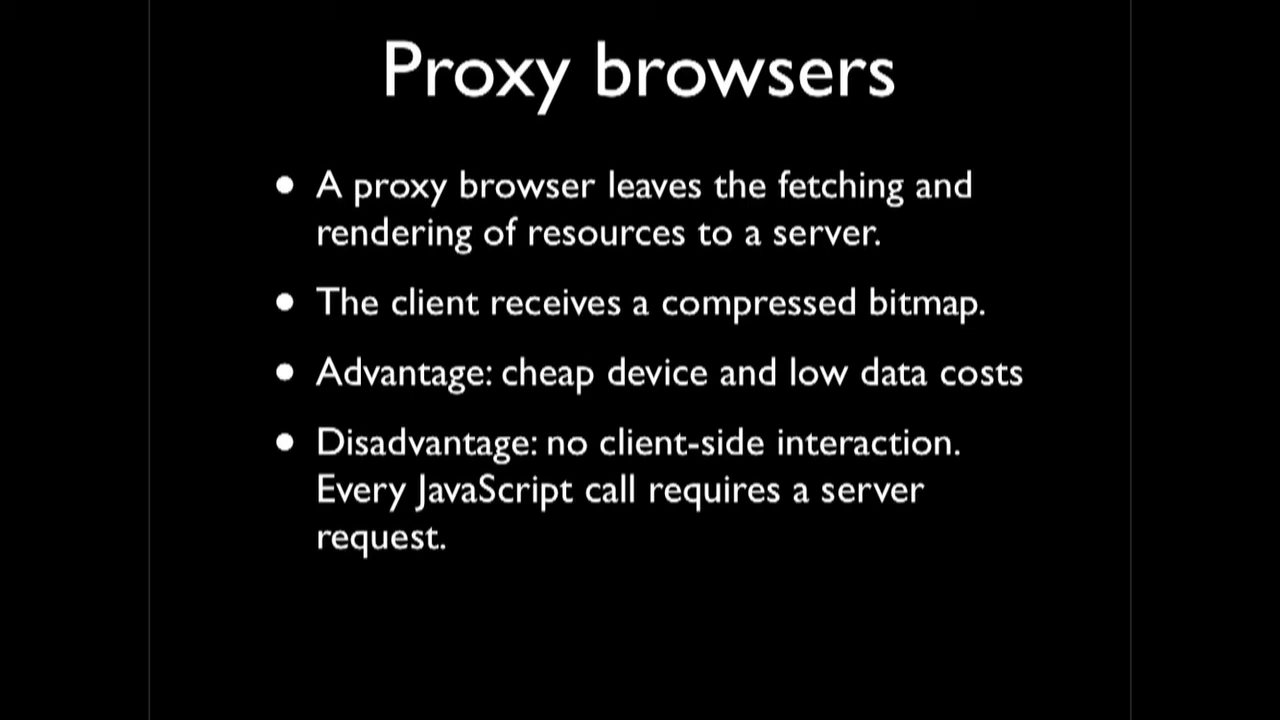 Proxy browsers
• A proxy browser leaves the fetching and
rendering of resources to a server.
• The client receives a compressed bitmap.
• Advantage: cheap device and low data costs
• Disadvantage: no client-side interaction.
Every JavaScript call requires a server
request.